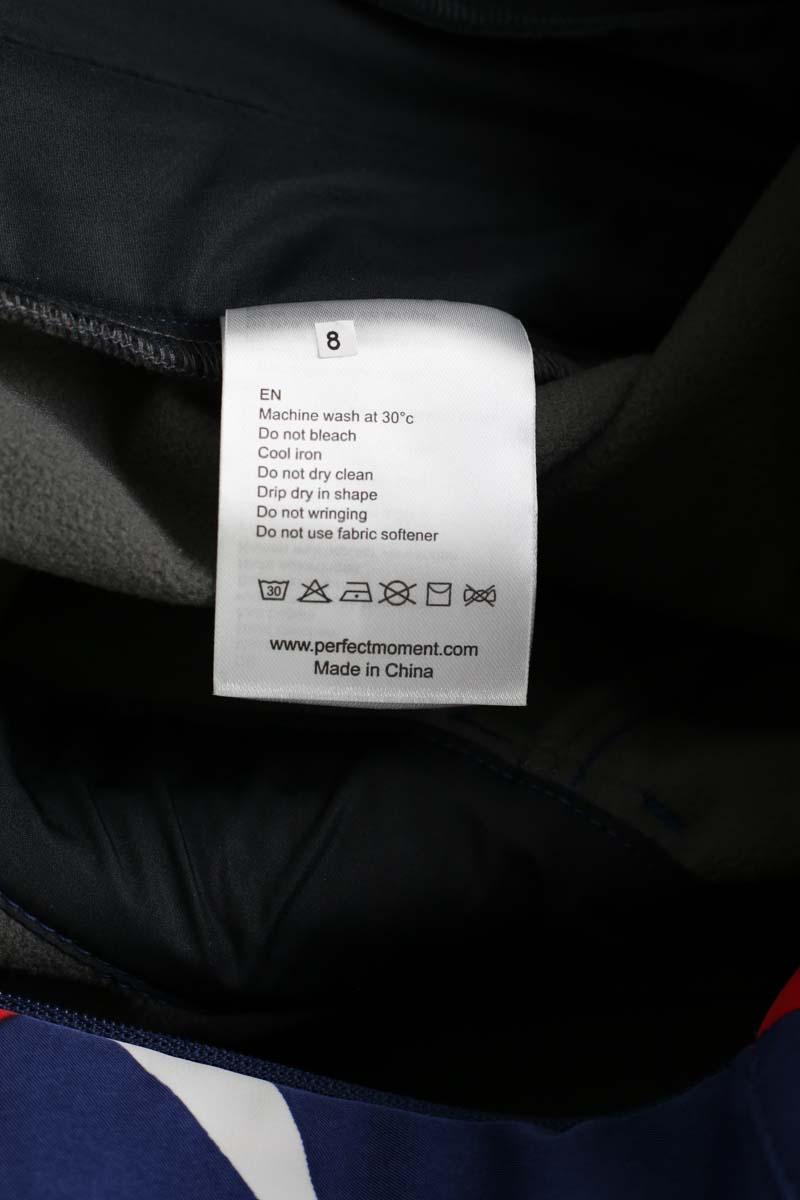 8
EN
Machine wash at 30°c
Do not bleach
Cool iron
Do not dry clean
Drip dry in shape
Do not wringing
Do not use fabric softener
30
www.perfectmoment.com
Made in China